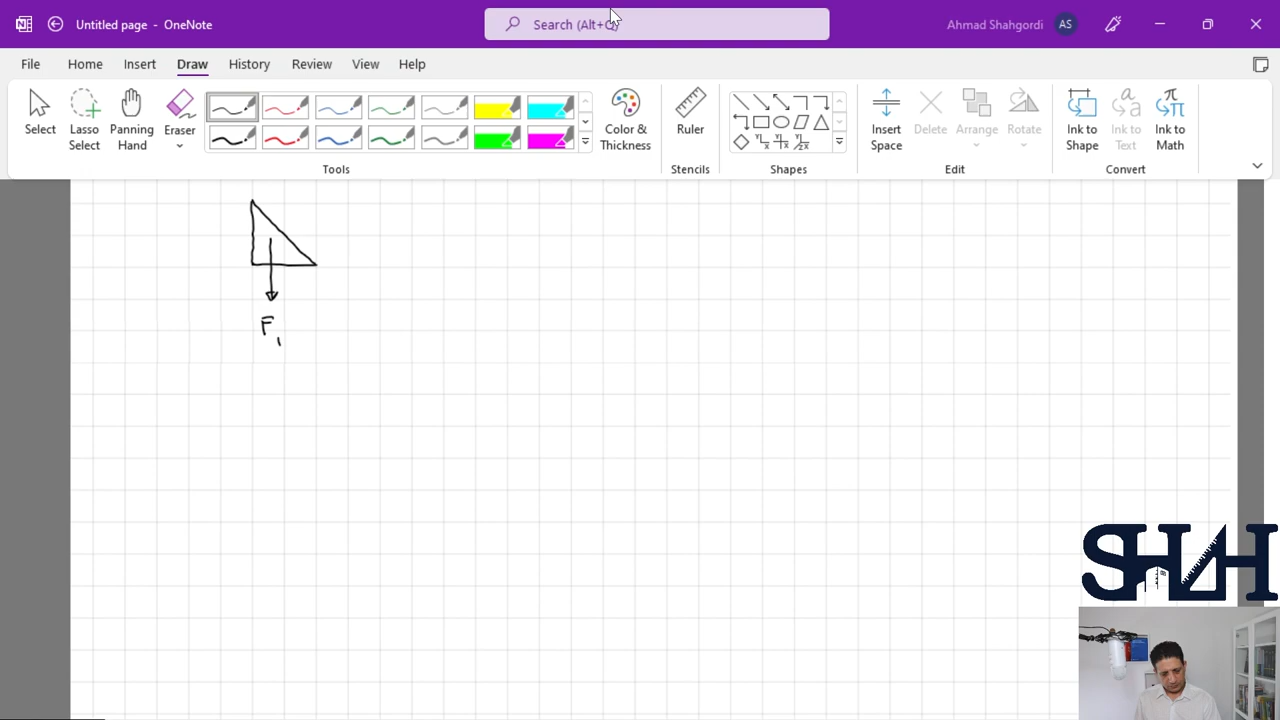 Untitled page - OneNote
Search (Alt+Q)
Ahmad Shahgordi
AS
File Home Insert Draw History Review View Help
Select
Lasso Select
Panning Hand
Eraser
Color & Thickness
Ruler
Insert Space
Delete
Arrange
Rotate
Ink to Shape
Ink to Text
Ink to Math
Tools
Stencils
Shapes
Edit
Convert
F₁
SHAH